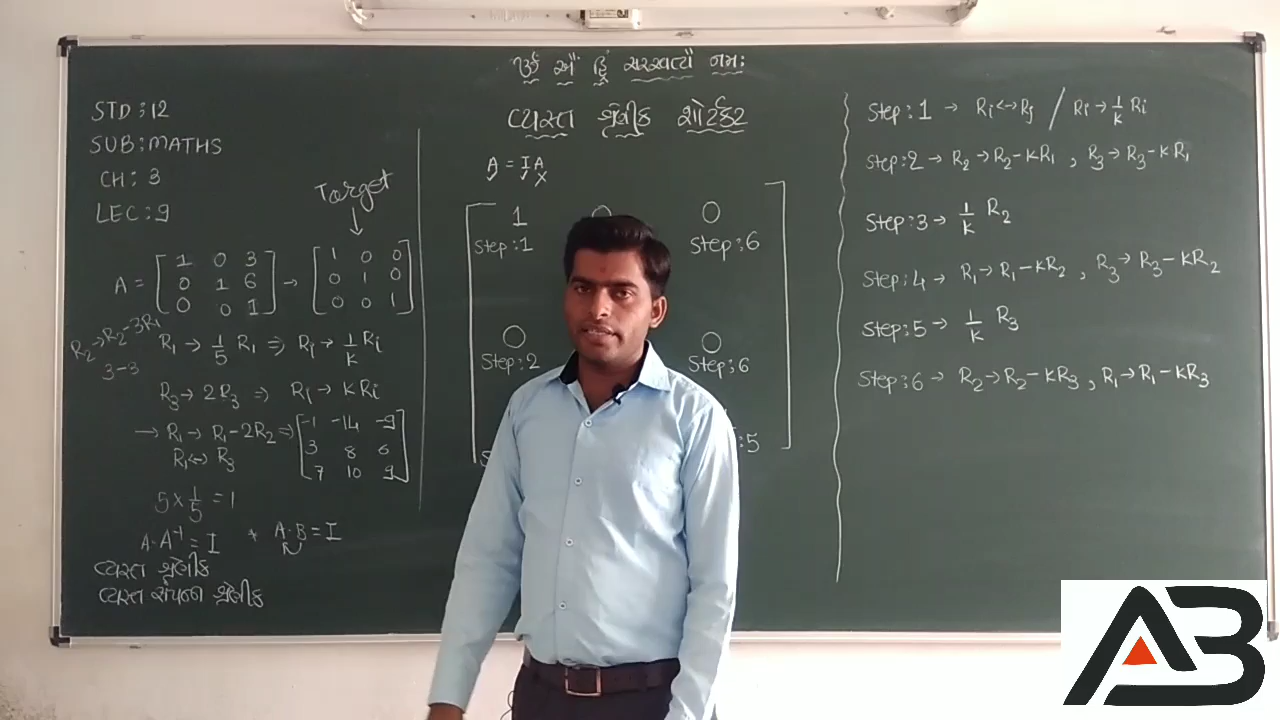 ૐ ઐં હ્રીં સરસ્વત્યૈ નમઃ
વ્યસ્ત શ્રેણીક શોર્ટકટ
STD : 12
SUB : MATHS
CH : 3
LEC : 9
Target
↓
A = [ 1 0 3
0 1 6
0 0 1 ] → [ 1 0 0
0 1 0
0 0 1 ]
R2→R2-3R1
3-3
R1 → 1/5 R1 ⇒ Ri → 1/k Ri
R3 → 2R3 ⇒ Ri → KRi
→ R1 → R1-2R2 ⇒ [ -1 -14 -9
3 8 6
7 10 9 ]
R1 ↔ R3
5 × 1/5 = 1
A·A⁻¹ = I * A·B = I
વ્યસ્ત શ્રેણીક
વ્યસ્ત સંપન્ન શ્રેણીક
A = IA
1 0 0
Step:1 Step:6
0 0
Step:2 Step:6
:5
Step:1 → Ri↔Rj / Ri→ 1/k Ri
Step:2 → R2→R2-KR1 , R3→R3-KR1
Step:3 → 1/k R2
Step:4 → R1→R1-KR2 , R3→R3-KR2
Step:5 → 1/k R3
Step:6 → R2→R2-KR3 , R1→R1-KR3
AB